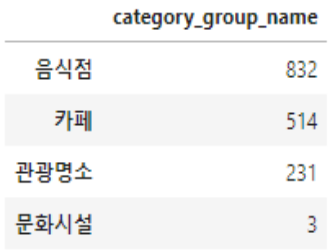 category_group_name
음식점 832
카페 514
관광명소 231
문화시설 3